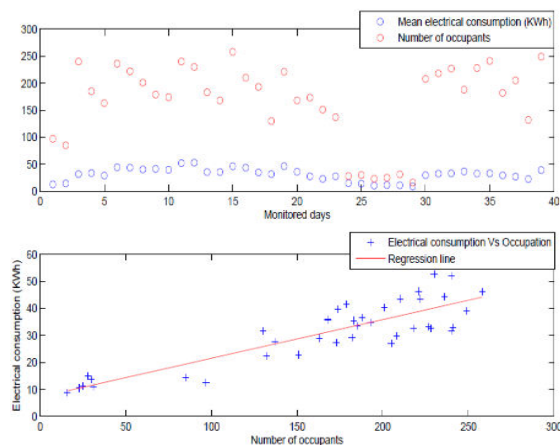 Mean electrical consumption (KWh)
Number of occupants
300
250
200
150
100
50
0
0 5 10 15 20 25 30 35 40
Monitored days
Electrical consumption Vs Occupation
Regression line
60
50
40
30
20
10
0
0 50 100 150 200 250 300
Electrical consumption (KWh)
Number of occupants